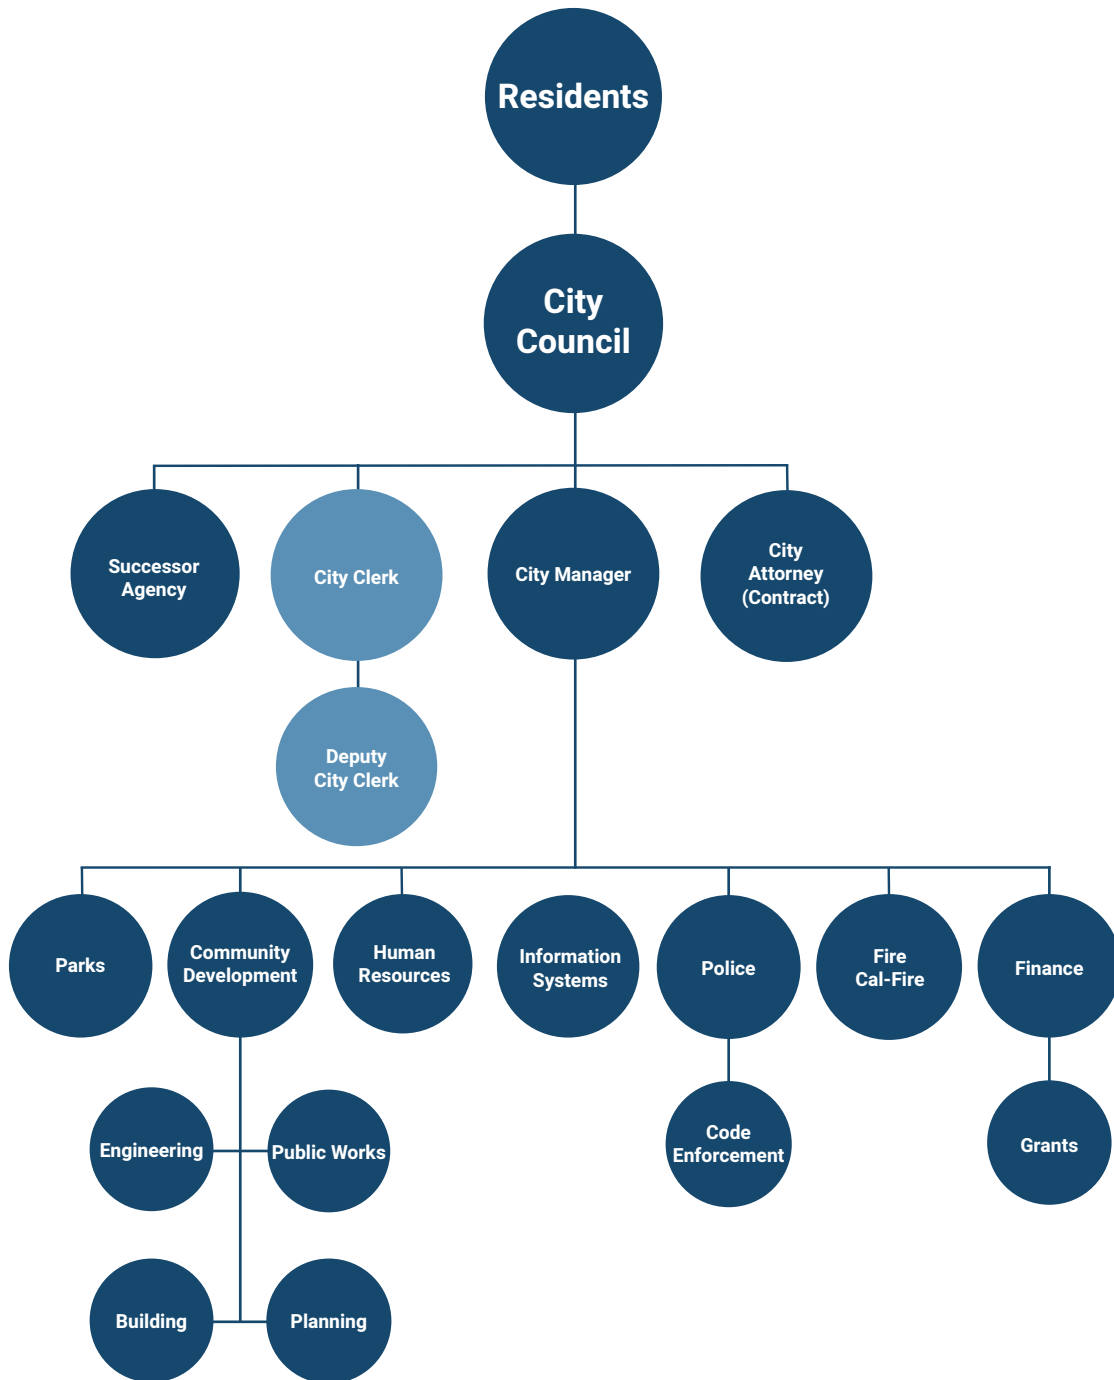 Residents
City
Council
Successor
Agency
City Clerk
City Manager
City
Attorney
(Contract)
Deputy
City Clerk
Parks
Community
Development
Human
Resources
Information
Systems
Police
Fire
Cal-Fire
Finance
Engineering
Public Works
Code
Enforcement
Grants
Building
Planning